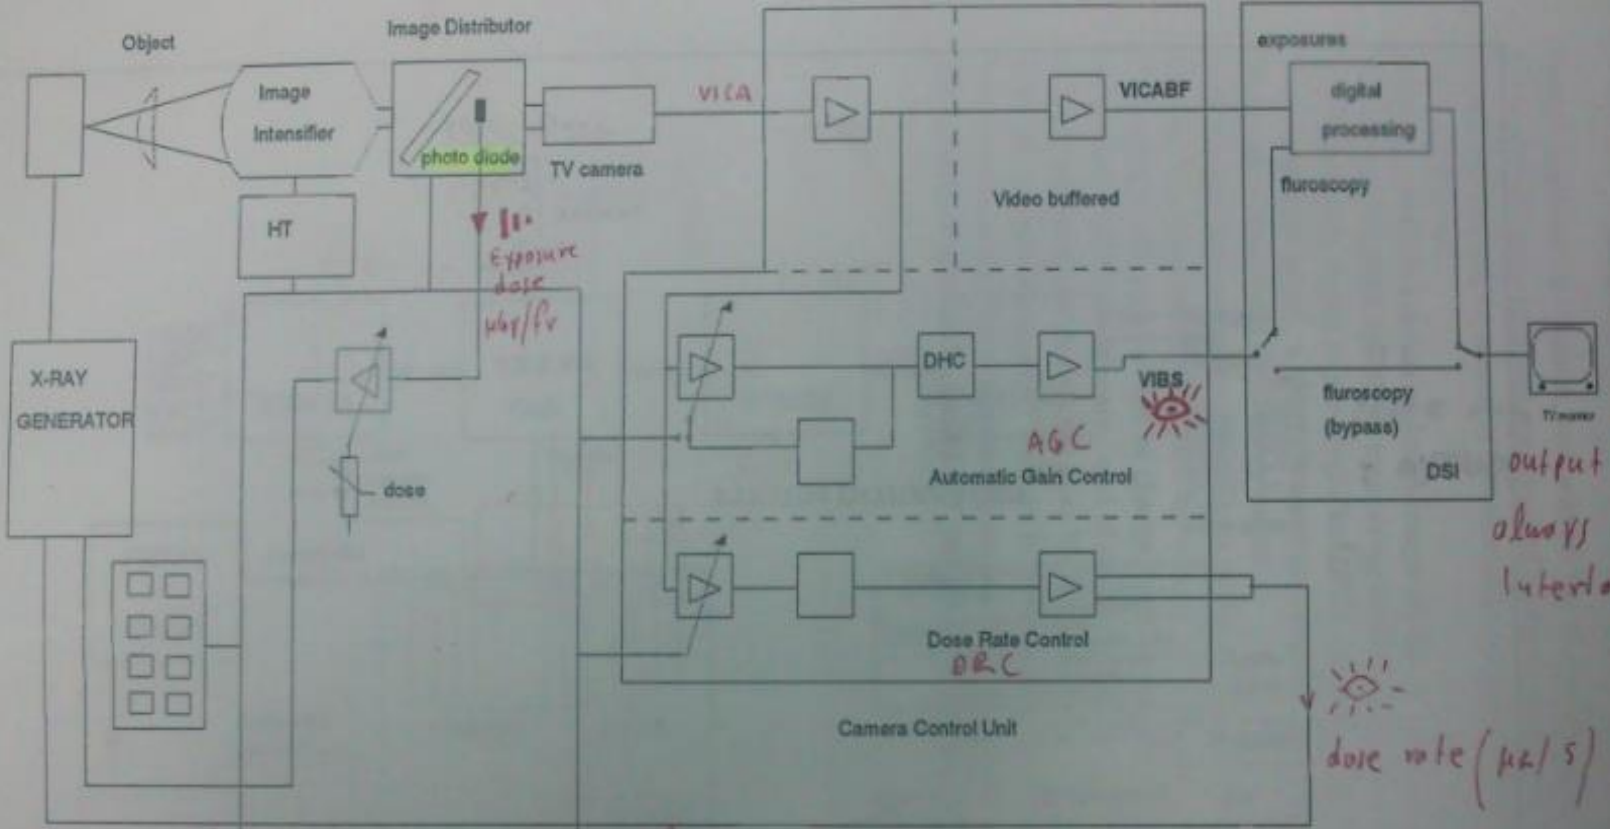 Object
Image Distributor
exposures
Image
Intensifier
photo diode
TV camera
VICA
VICABF
digital
processing
Video buffered
fluroscopy
HT
Exposure
dose
X-RAY
GENERATOR
dose
DHC
VIBS
AGC
Automatic Gain Control
fluroscopy
(bypass)
DSI
TV monitor
output
always
Dose Rate Control
DRC
Camera Control Unit
dose rate